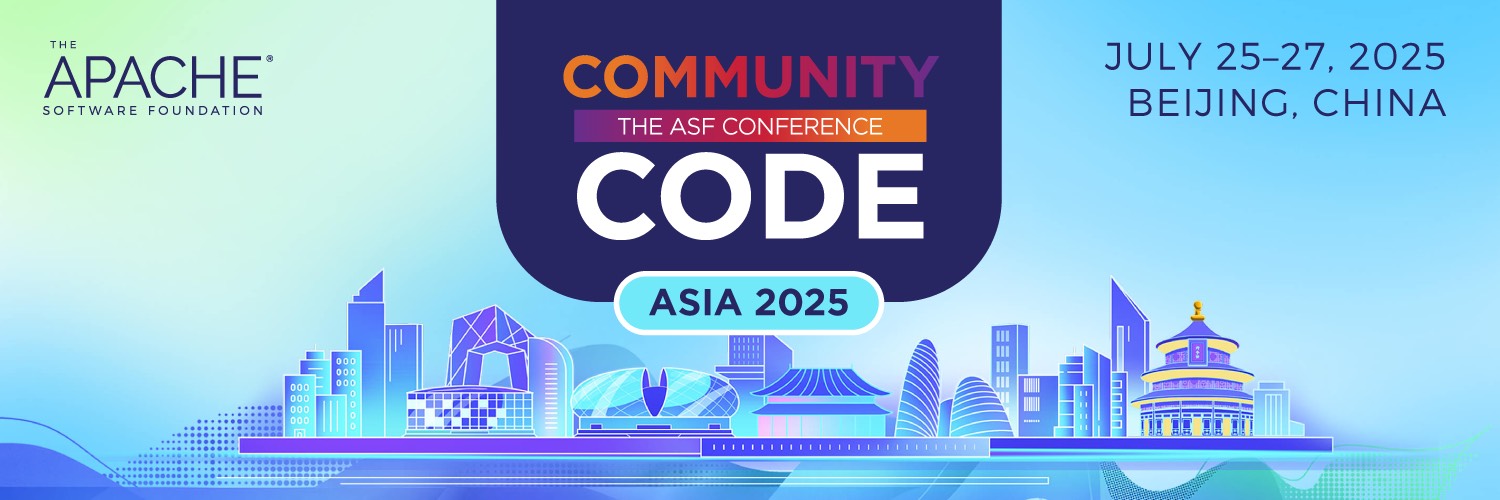 THE
APACHE®
SOFTWARE FOUNDATION
COMMUNITY
THE ASF CONFERENCE
CODE
ASIA 2025
JULY 25–27, 2025
BEIJING, CHINA